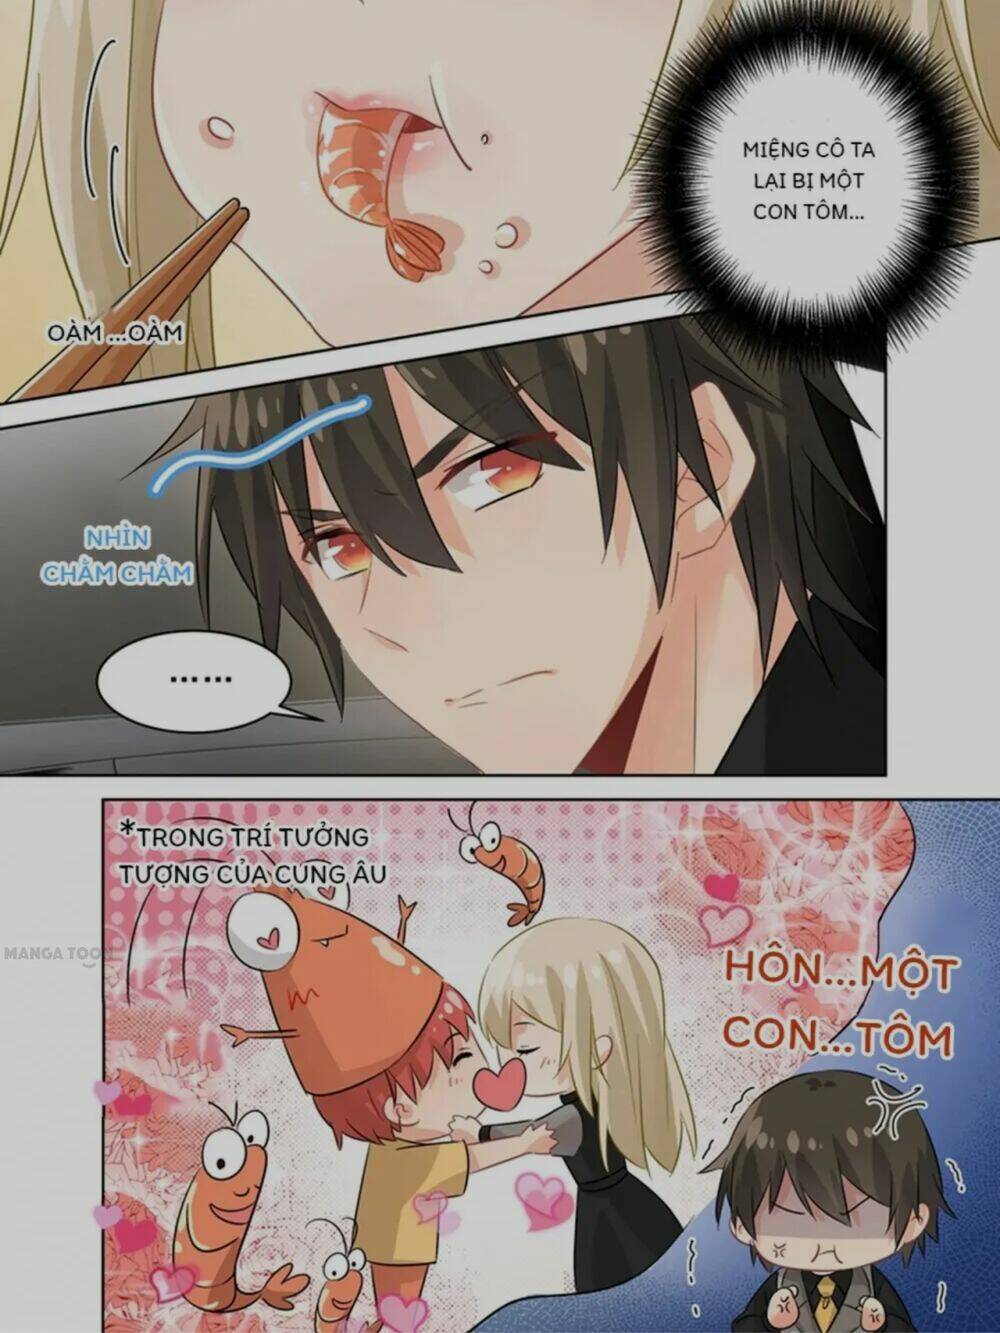 MIỆNG CÔ TA
LẠI BỊ MỘT
CON TÔM...
OÀM ...OÀM
NHÌN
CHẰM CHẰM
......
*TRONG TRÍ TƯỞNG
TƯỢNG CỦA CUNG ÂU
MANGA TOON
HÔN...MỘT
CON...TÔM